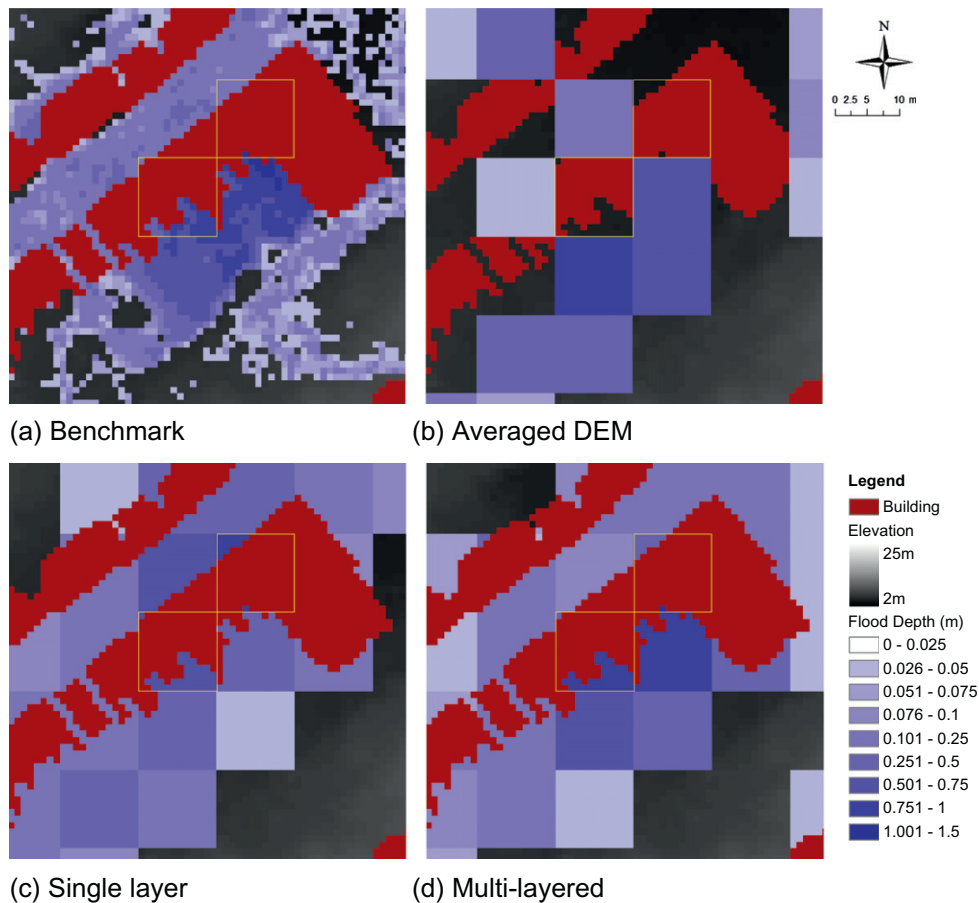 N
0 2.5 5 10 m
(a) Benchmark
(b) Averaged DEM
Legend
Building
Elevation
25m
2m
Flood Depth (m)
0 - 0.025
0.026 - 0.05
0.051 - 0.075
0.076 - 0.1
0.101 - 0.25
0.251 - 0.5
0.501 - 0.75
0.751 - 1
1.001 - 1.5
(c) Single layer
(d) Multi-layered